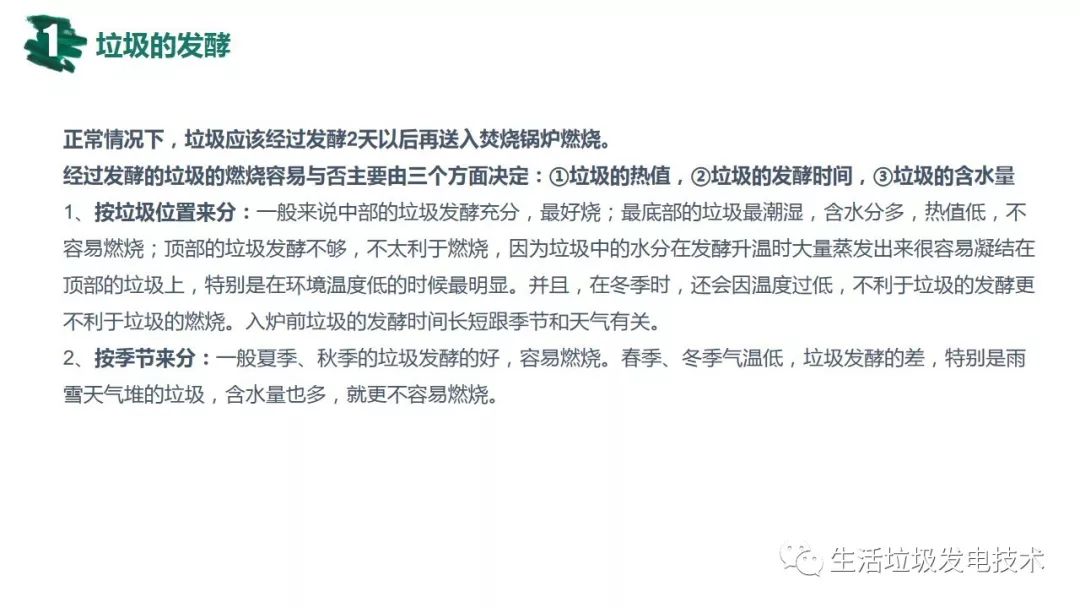 1
垃圾的发酵
正常情况下，垃圾应该经过发酵2天以后再送入焚烧锅炉燃烧。
经过发酵的垃圾的燃烧容易与否主要由三个方面决定：①垃圾的热值，②垃圾的发酵时间，③垃圾的含水量
1、按垃圾位置来分：一般来说中部的垃圾发酵充分，最好烧；最底部的垃圾最潮湿，含水分多，热值低，不
容易燃烧；顶部的垃圾发酵不够，不太利于燃烧，因为垃圾中的水分在发酵升温时大量蒸发出来很容易凝结在
顶部的垃圾上，特别是在环境温度低的时候最明显。并且，在冬季时，还会因温度过低，不利于垃圾的发酵更
不利于垃圾的燃烧。入炉前垃圾的发酵时间长短跟季节和天气有关。
2、按季节来分：一般夏季、秋季的垃圾发酵的好，容易燃烧。春季、冬季气温低，垃圾发酵的差，特别是雨
雪天气堆的垃圾，含水量也多，就更不容易燃烧。
生活垃圾发电技术